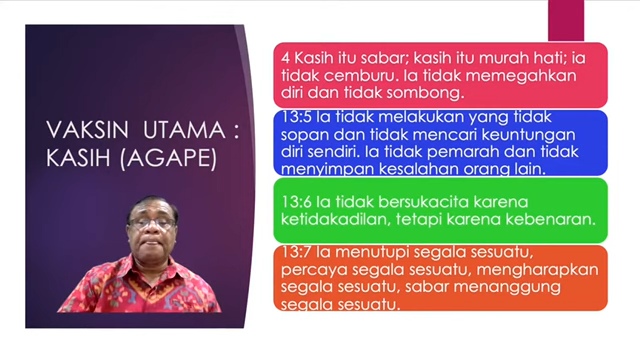 VAKSIN UTAMA :
KASIH (AGAPE)
4 Kasih itu sabar; kasih itu murah hati; ia
tidak cemburu. Ia tidak memegahkan
diri dan tidak sombong.
13:5 Ia tidak melakukan yang tidak
sopan dan tidak mencari keuntungan
diri sendiri. Ia tidak pemarah dan tidak
menyimpan kesalahan orang lain.
13:6 Ia tidak bersukacita karena
ketidakadilan, tetapi karena kebenaran.
13:7 Ia menutupi segala sesuatu,
percaya segala sesuatu, mengharapkan
segala sesuatu, sabar menanggung
segala sesuatu.